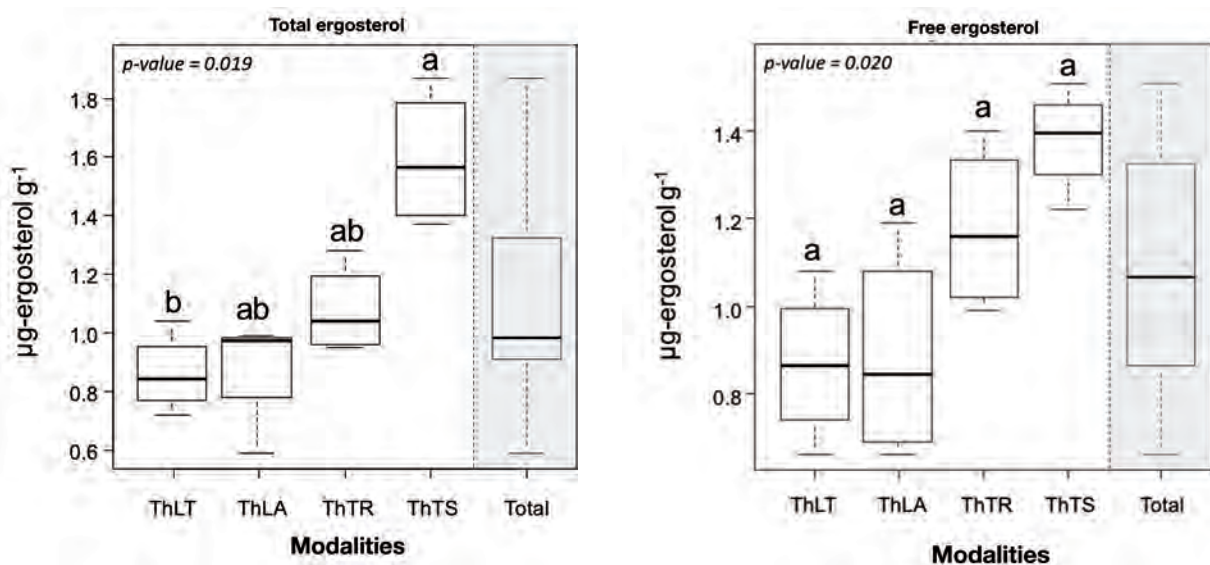 Total ergosterol
p-value = 0.019
µg-ergosterol g-1
1.8
1.6
1.4
1.2
1.0
0.8
0.6
b
ab
ab
a
ThLT
ThLA
ThTR
ThTS
Total
Modalities
Free ergosterol
p-value = 0.020
µg-ergosterol g-1
1.4
1.2
1.0
0.8
a
a
a
a
ThLT
ThLA
ThTR
ThTS
Total
Modalities